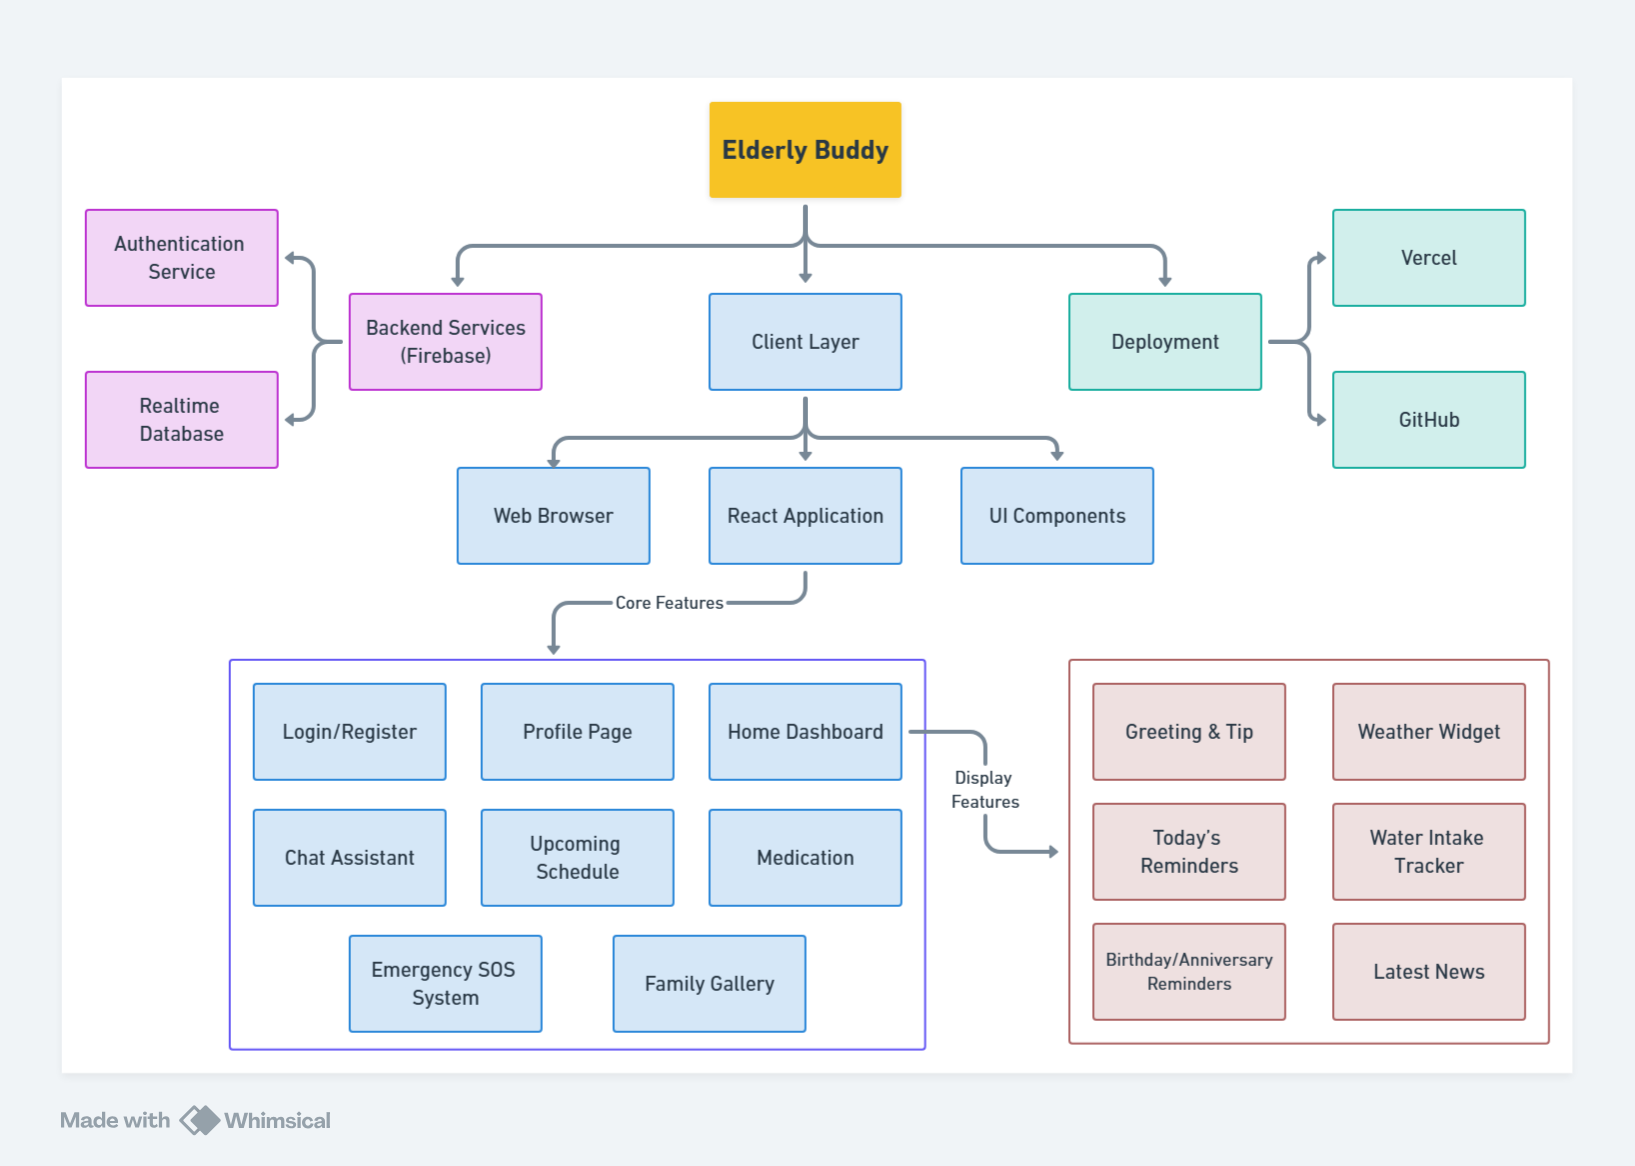 Elderly Buddy
Authentication
Service
Vercel
Backend Services
(Firebase)
Client Layer
Deployment
Realtime
Database
GitHub
Web Browser
React Application
UI Components
Core Features
Login/Register
Profile Page
Home Dashboard
Display
Features
Greeting & Tip
Weather Widget
Chat Assistant
Upcoming
Schedule
Medication
Today’s
Reminders
Water Intake
Tracker
Emergency SOS
System
Family Gallery
Birthday/Anniversary
Reminders
Latest News
Made with Whimsical